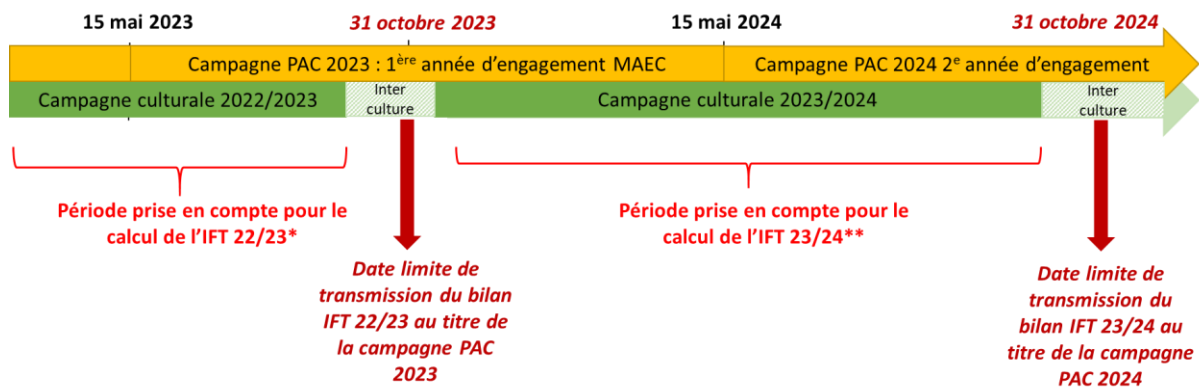 15 mai 2023
31 octobre 2023
15 mai 2024
31 octobre 2024
Campagne PAC 2023 : 1ère année d'engagement MAEC
Campagne PAC 2024 2e année d'engagement
Campagne culturale 2022/2023
Inter
culture
Campagne culturale 2023/2024
Inter
culture
Période prise en compte pour le
calcul de l'IFT 22/23*
Période prise en compte pour le
calcul de l'IFT 23/24**
Date limite de
transmission du bilan
IFT 22/23 au titre de
la campagne PAC
2023
Date limite de
transmission du
bilan IFT 23/24 au
titre de la campagne
PAC 2024